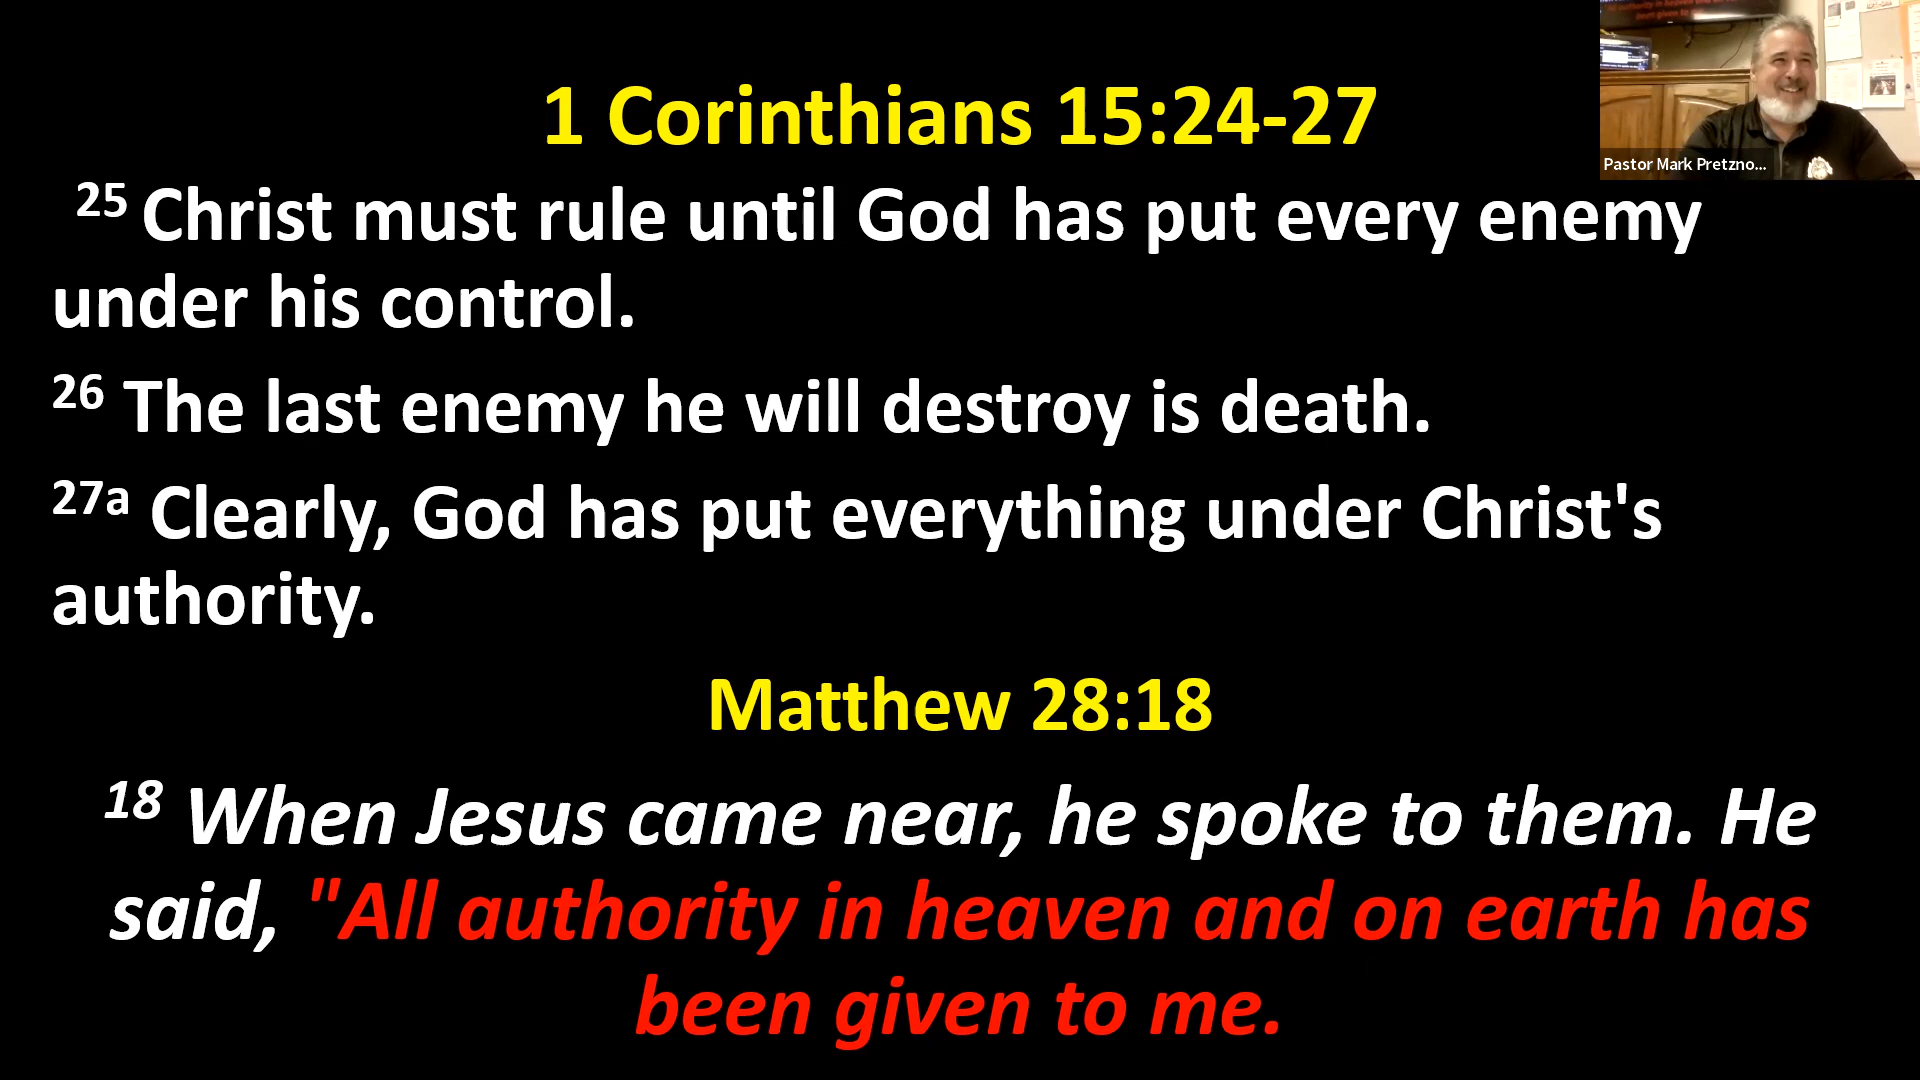 1 Corinthians 15:24-27
25 Christ must rule until God has put every enemy
under his control.
26 The last enemy he will destroy is death.
27a Clearly, God has put everything under Christ's
authority.
Matthew 28:18
18 When Jesus came near, he spoke to them. He
said, "All authority in heaven and on earth has
been given to me.
Pastor Mark Pretzno...